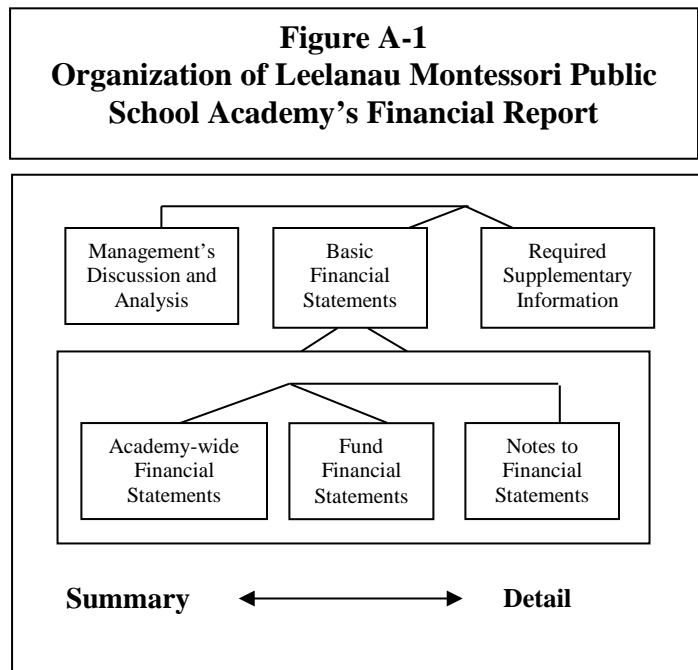 Figure A-1
Organization of Leelanau Montessori Public
School Academy's Financial Report
Management's
Discussion and
Analysis
Basic
Financial
Statements
Required
Supplementary
Information
Academy-wide
Financial
Statements
Fund
Financial
Statements
Notes to
Financial
Statements
Summary
Detail